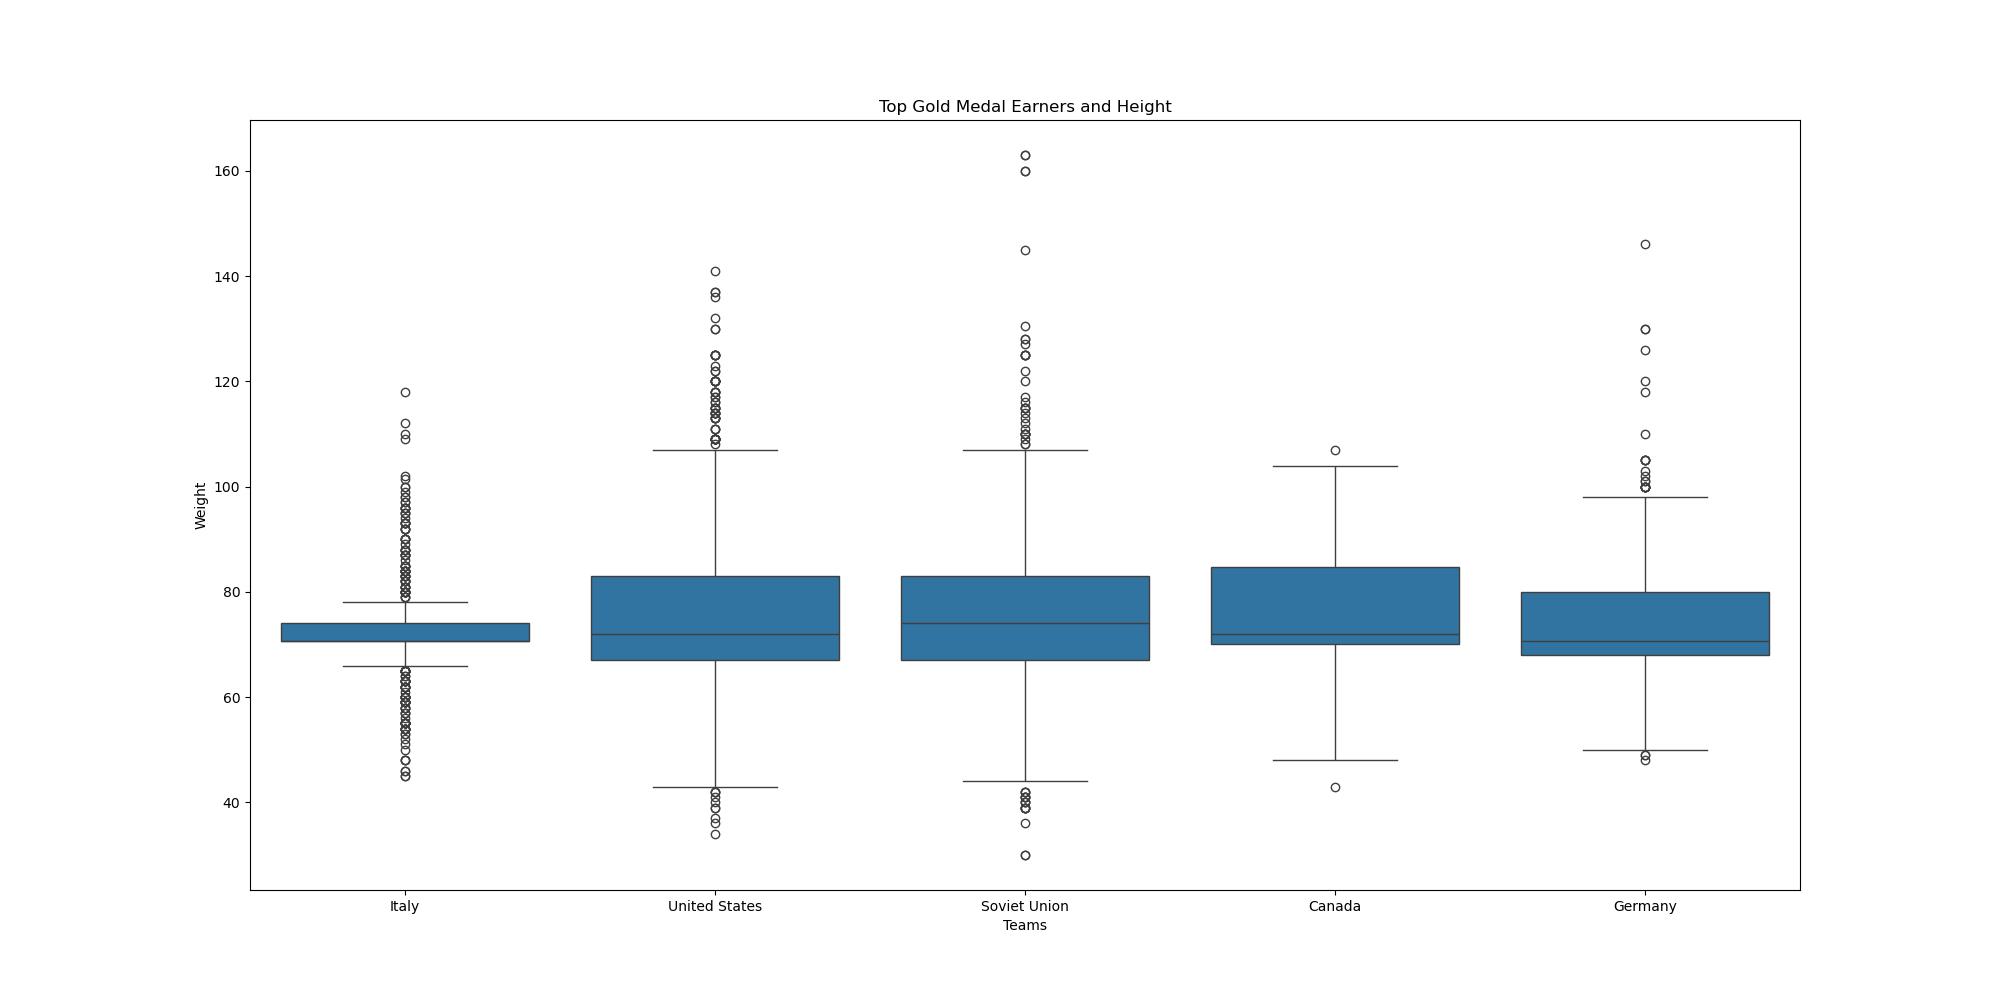 Top Gold Medal Earners and Height
160
140
120
100
80
60
40
Weight
Italy
United States
Soviet Union
Canada
Germany
Teams